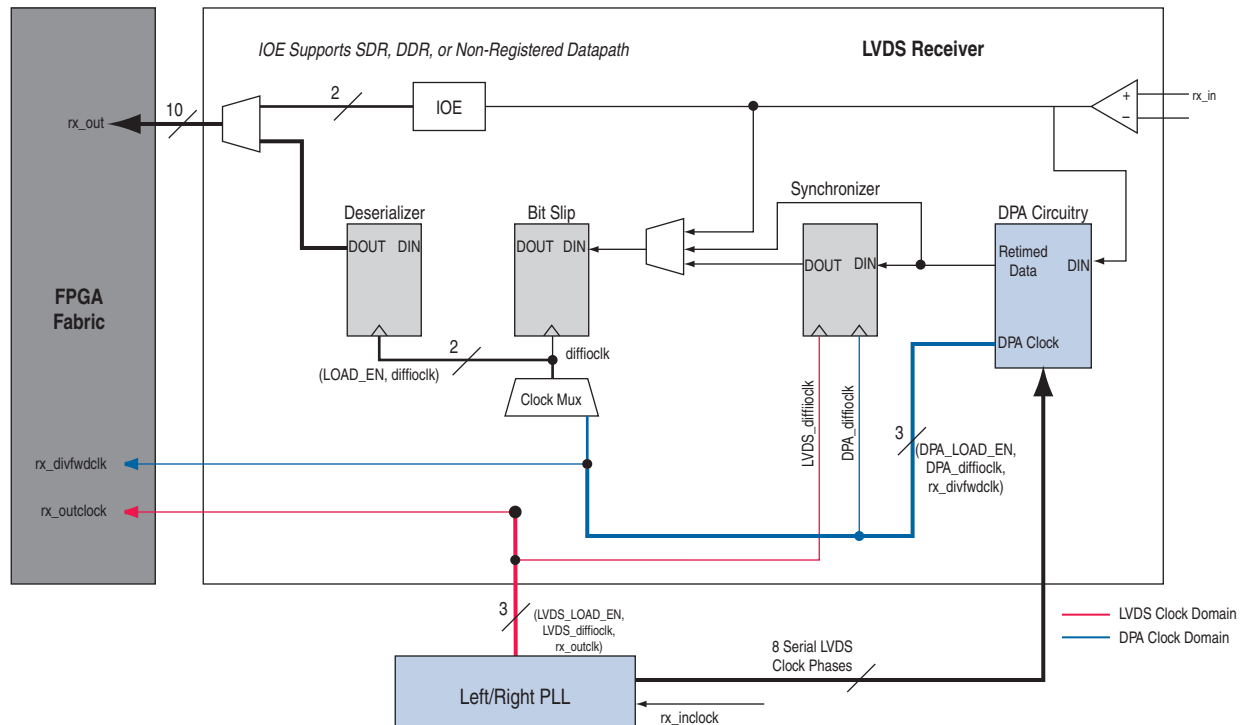 IOE Supports SDR, DDR, or Non-Registered Datapath
LVDS Receiver
2
IOE
+
–
rx_in
10
rx_out
Synchronizer
Deserializer
Bit Slip
DPA Circuitry
DOUT DIN
DOUT DIN
DOUT DIN
Retimed
Data
DIN
FPGA
Fabric
2
diffioclk
DPA Clock
(LOAD_EN, diffioclk)
Clock Mux
LVDS_diffiioclk
DPA_diffioclk
3
(DPA_LOAD_EN,
DPA_diffioclk,
rx_divfwdclk)
rx_divfwdclk
rx_outclock
3
(LVDS_LOAD_EN,
LVDS_diffioclk,
rx_outclk)
LVDS Clock Domain
DPA Clock Domain
8 Serial LVDS
Clock Phases
Left/Right PLL
rx_inclock